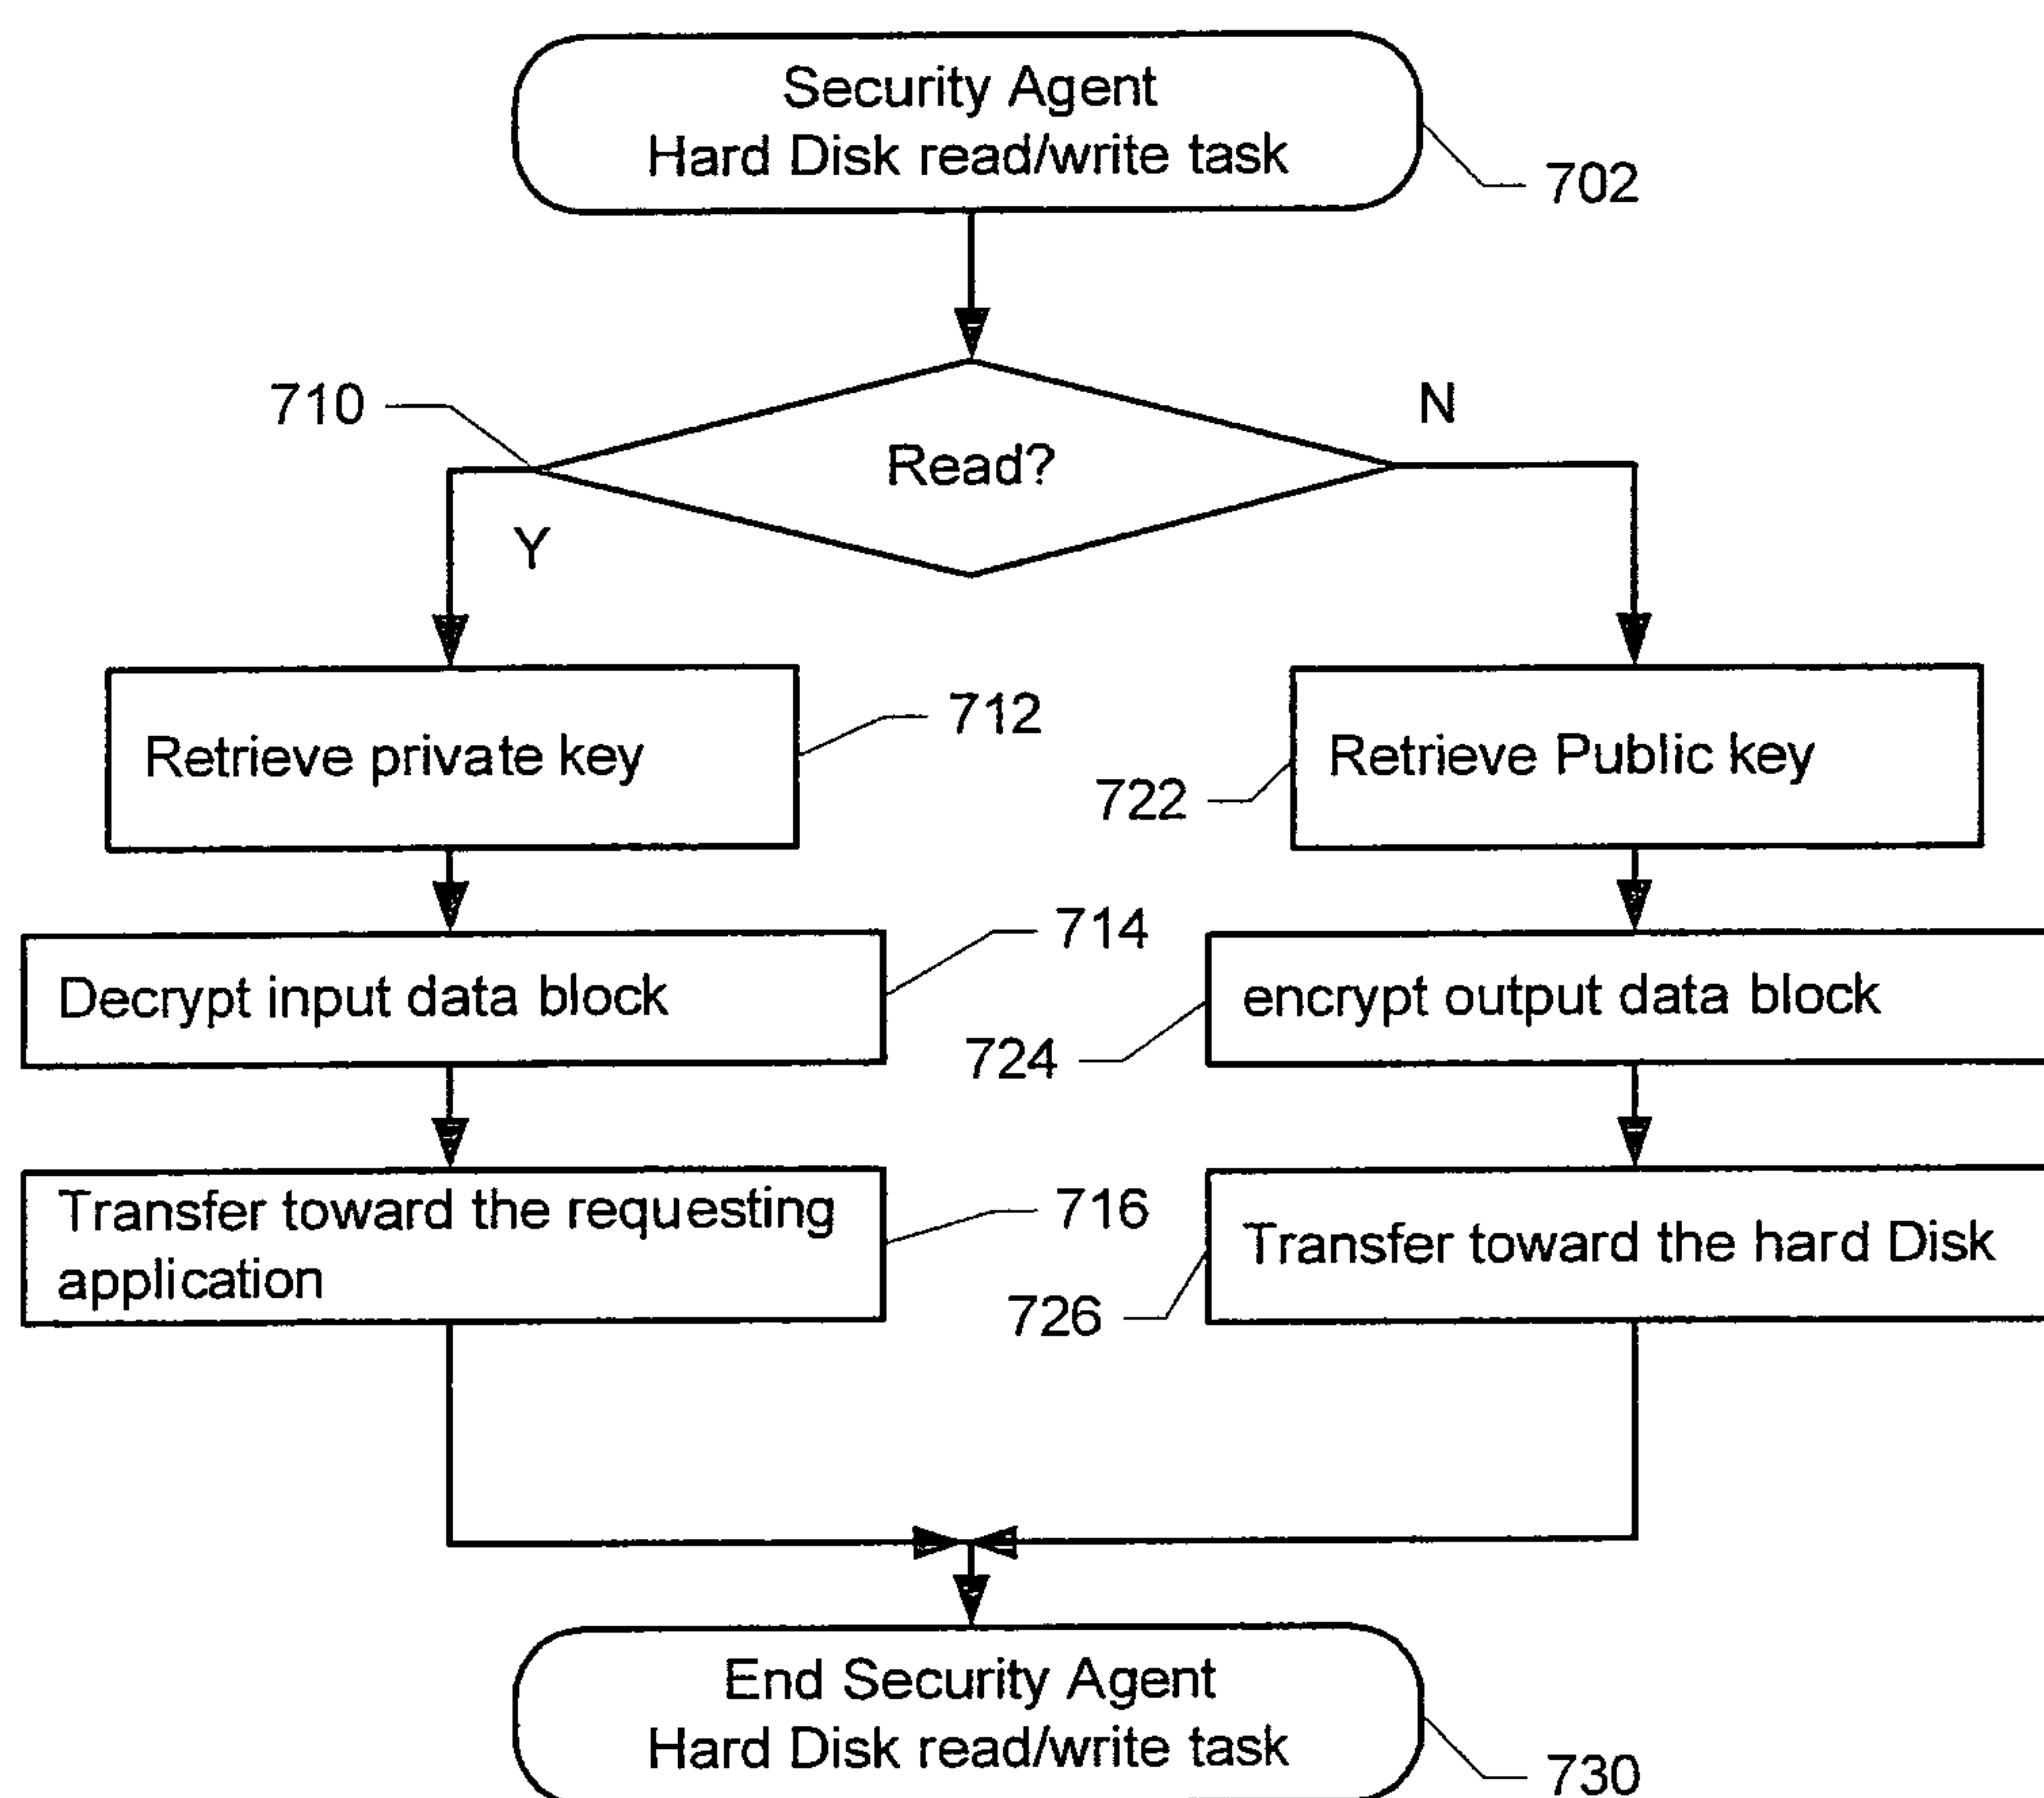 Security Agent
Hard Disk read/write task
702
710
N
Read?
Y
712
Retrieve private key
Retrieve Public key
722
714
Decrypt input data block
encrypt output data block
724
Transfer toward the requesting
application
716
Transfer toward the hard Disk
726
End Security Agent
Hard Disk read/write task
730